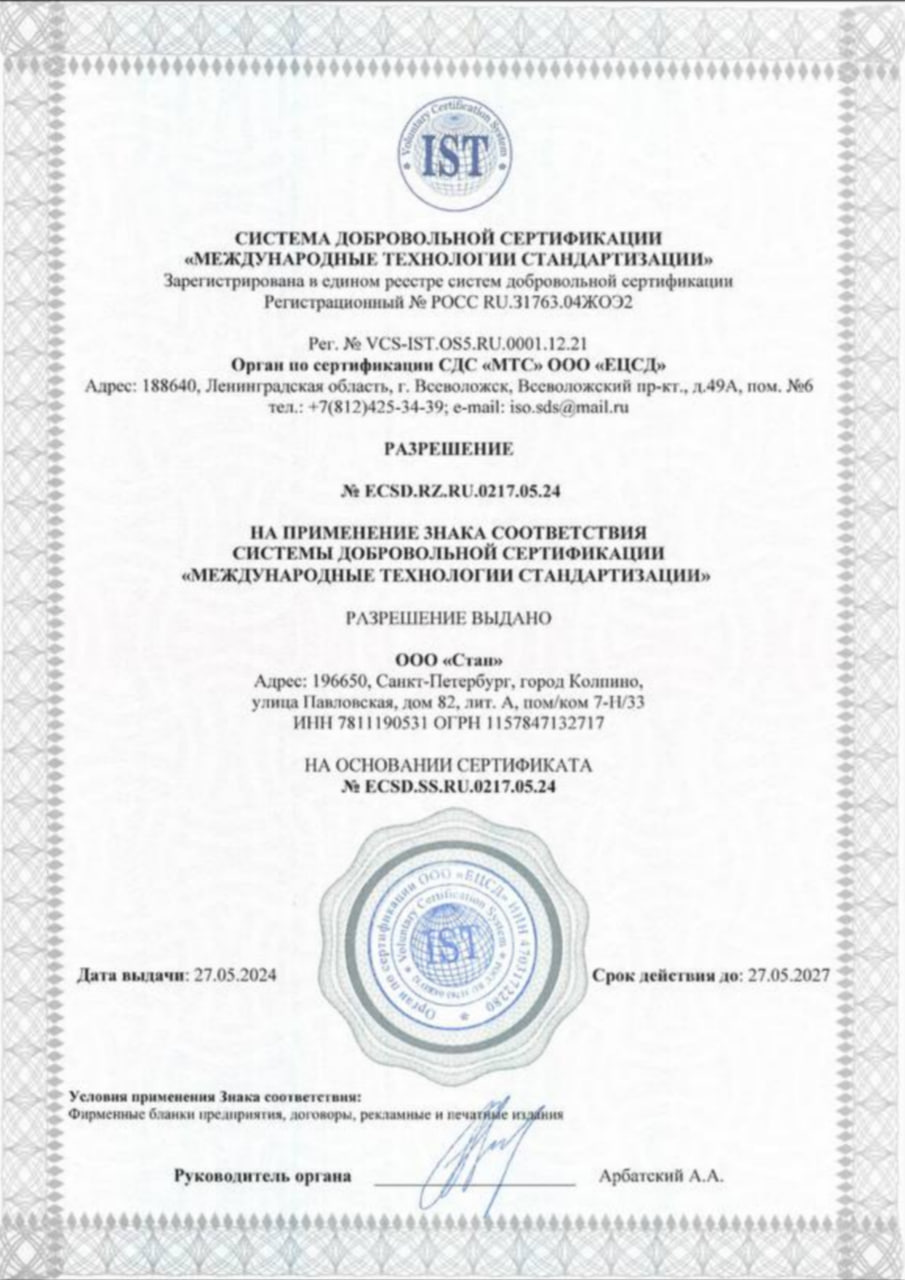 Voluntary Certification System
IST
СИСТЕМА ДОБРОВОЛЬНОЙ СЕРТИФИКАЦИИ
«МЕЖДУНАРОДНЫЕ ТЕХНОЛОГИИ СТАНДАРТИЗАЦИИ»
Зарегистрирована в едином реестре систем добровольной сертификации
Регистрационный № РОСС RU.31763.04ЖОЭ2
Рег. № VCS-IST.OS5.RU.0001.12.21
Орган по сертификации СДС «МТС» ООО «ЕЦСД»
Адрес: 188640, Ленинградская область, г. Всеволожск, Всеволожский пр-кт., д.49А, пом. №6
тел.: +7(812)425-34-39; e-mail: iso.sds@mail.ru
РАЗРЕШЕНИЕ
№ ECSD.RZ.RU.0217.05.24
НА ПРИМЕНЕНИЕ ЗНАКА СООТВЕТСТВИЯ
СИСТЕМЫ ДОБРОВОЛЬНОЙ СЕРТИФИКАЦИИ
«МЕЖДУНАРОДНЫЕ ТЕХНОЛОГИИ СТАНДАРТИЗАЦИИ»
РАЗРЕШЕНИЕ ВЫДАНО
ООО «Стан»
Адрес: 196650, Санкт-Петербург, город Колпино,
улица Павловская, дом 82, лит. А, пом/ком 7-Н/33
ИНН 7811190531 ОГРН 1157847132717
НА ОСНОВАНИИ СЕРТИФИКАТА
№ ECSD.SS.RU.0217.05.24
Орган по сертификации ООО «ЕЦСД» ИНН 4703172280
Voluntary Certification System
IST
Дата выдачи: 27.05.2024
Срок действия до: 27.05.2027
Условия применения Знака соответствия:
Фирменные бланки предприятия, договоры, рекламные и печатные издания
Руководитель органа
Арбатский А.А.